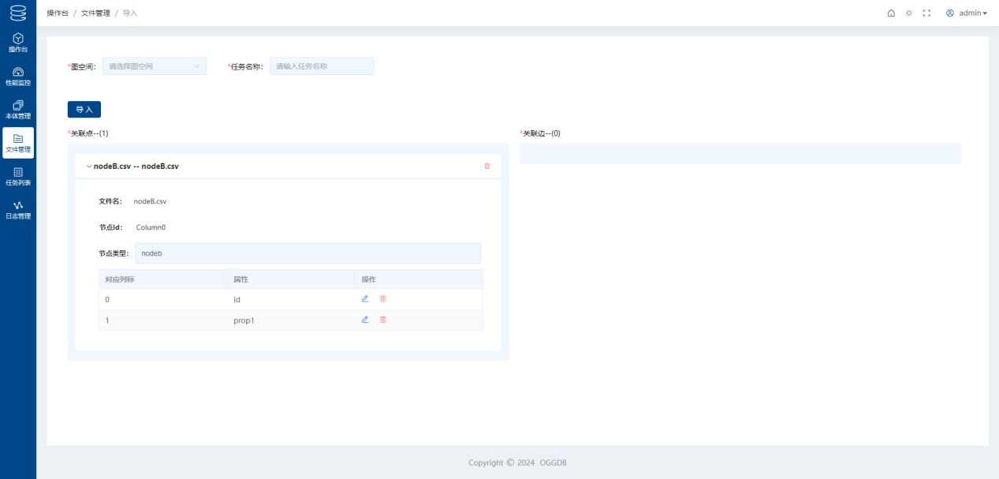 操作台 / 文件管理 / 导入
admin
操作台
性能监控
本体管理
文件管理
任务列表
日志管理
*图空间: 请选择图空间
*任务名称: 请输入任务名称
导 入
*关联点--(1)
*关联边--(0)
nodeB.csv -- nodeB.csv
文件名: nodeB.csv
节点Id: Column0
节点类型: nodeb
对应列标 属性 操作
0 id
1 prop1
Copyright © 2024 OGGDB